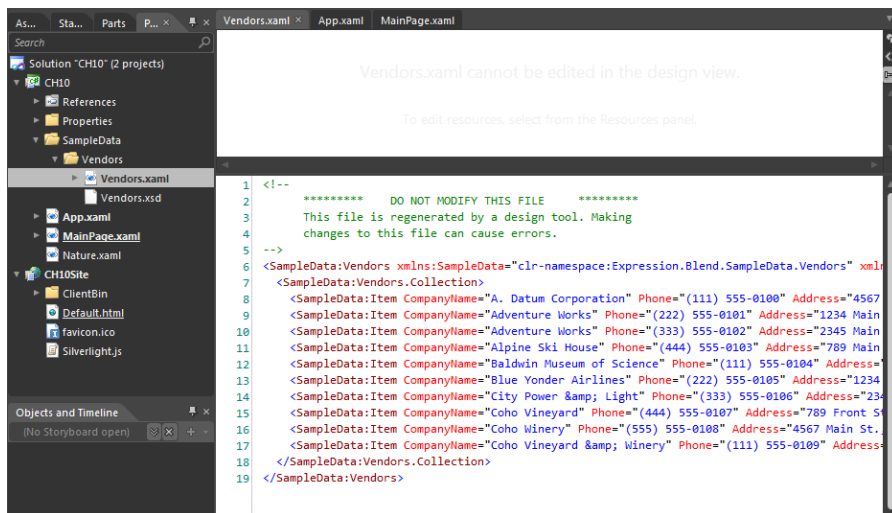 As... Sta... Parts P... ×
Search
Solution "CH10" (2 projects)
CH10
References
Properties
SampleData
Vendors
Vendors.xaml
Vendors.xsd
App.xaml
MainPage.xaml
Nature.xaml
CH10Site
ClientBin
Default.html
favicon.ico
Silverlight.js
Objects and Timeline
(No Storyboard open)
Vendors.xaml × App.xaml MainPage.xaml
Vendors.xaml cannot be edited in the design view.
To edit resources, select from the Resources panel.
1 <!--
2 ********* DO NOT MODIFY THIS FILE *********
3 This file is regenerated by a design tool. Making
4 changes to this file can cause errors.
5 -->
6 <SampleData:Vendors xmlns:SampleData="clr-namespace:Expression.Blend.SampleData.Vendors" xmln
7 <SampleData:Vendors.Collection>
8 <SampleData:Item CompanyName="A. Datum Corporation" Phone="(111) 555-0100" Address="4567
9 <SampleData:Item CompanyName="Adventure Works" Phone="(222) 555-0101" Address="1234 Main
10 <SampleData:Item CompanyName="Adventure Works" Phone="(333) 555-0102" Address="2345 Main
11 <SampleData:Item CompanyName="Alpine Ski House" Phone="(444) 555-0103" Address="789 Main
12 <SampleData:Item CompanyName="Baldwin Museum of Science" Phone="(111) 555-0104" Address="
13 <SampleData:Item CompanyName="Blue Yonder Airlines" Phone="(222) 555-0105" Address="1234
14 <SampleData:Item CompanyName="City Power &amp; Light" Phone="(333) 555-0106" Address="234
15 <SampleData:Item CompanyName="Coho Vineyard" Phone="(444) 555-0107" Address="789 Front St
16 <SampleData:Item CompanyName="Coho Winery" Phone="(555) 555-0108" Address="4567 Main St.,
17 <SampleData:Item CompanyName="Coho Vineyard &amp; Winery" Phone="(111) 555-0109" Address=
18 </SampleData:Vendors.Collection>
19 </SampleData:Vendors>